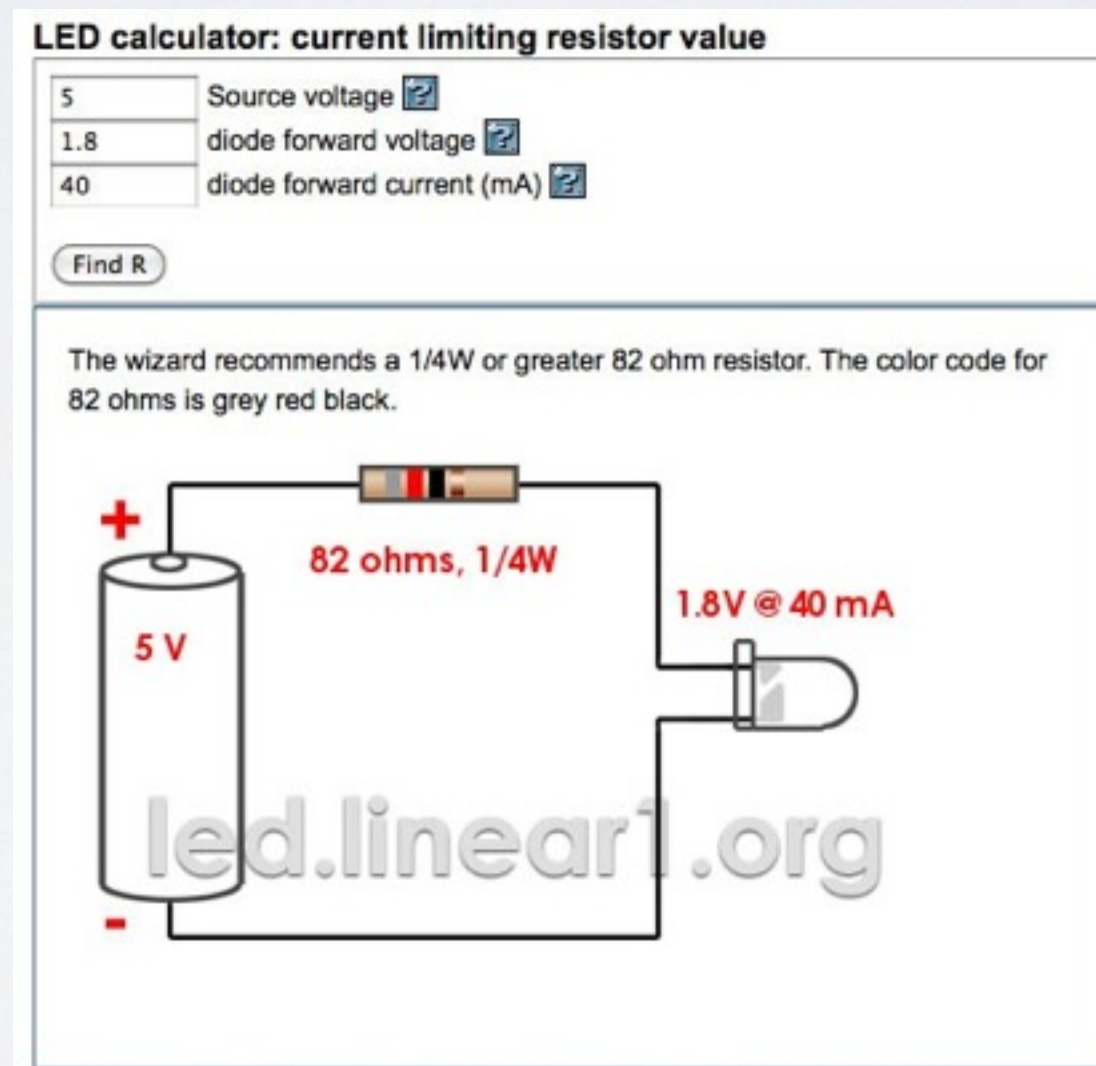 LED calculator: current limiting resistor value
5 Source voltage ?
1.8 diode forward voltage ?
40 diode forward current (mA) ?
Find R
The wizard recommends a 1/4W or greater 82 ohm resistor. The color code for
82 ohms is grey red black.
+
82 ohms, 1/4W
1.8V @ 40 mA
5 V
led.linear1.org
-